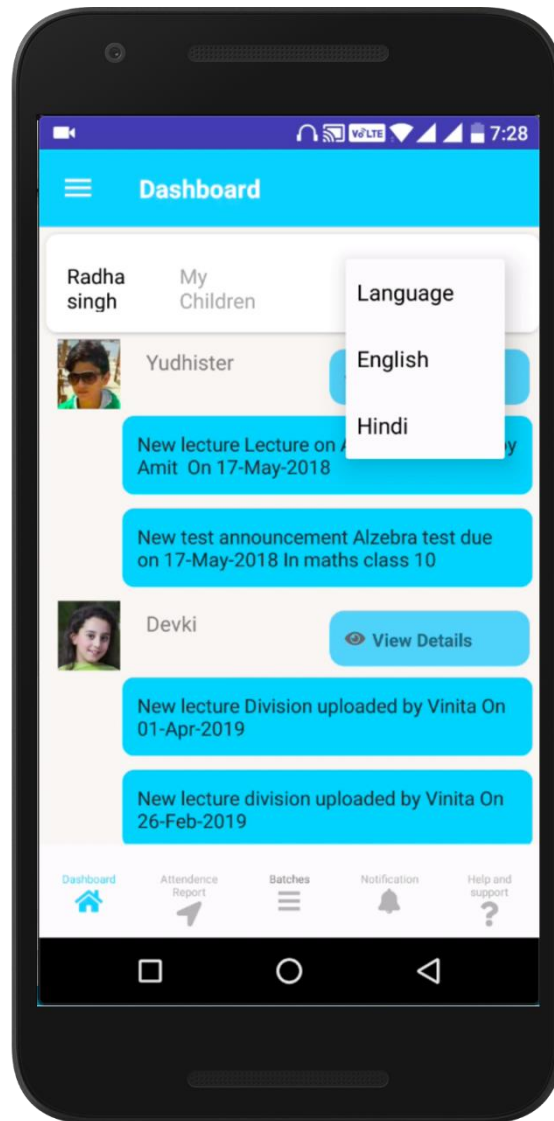 VoLTE 7:28
Dashboard
Radha
singh
My
Children
Language
English
Hindi
Yudhister
New lecture Lecture on A
y
Amit On 17-May-2018
New test announcement Alzebra test due
on 17-May-2018 In maths class 10
Devki
View Details
New lecture Division uploaded by Vinita On
01-Apr-2019
New lecture division uploaded by Vinita On
26-Feb-2019
Dashboard
Attendence
Report
Batches
Notification
Help and
support